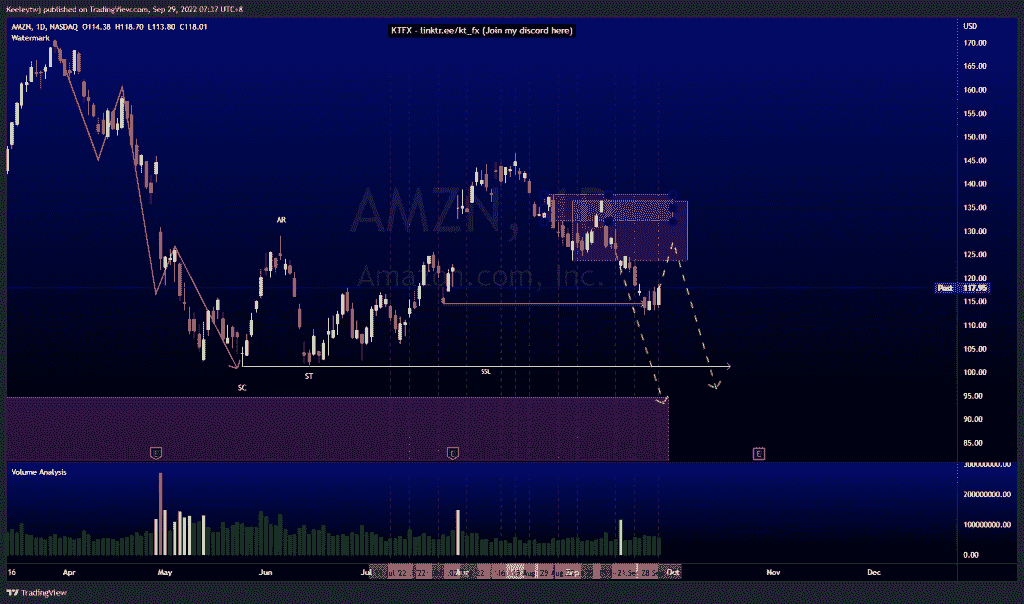 Keeleytwj published on TradingView.com, Sep 29, 2022 07:37 UTC+8
AMZN, 1D, NASDAQ O114.38 H118.70 L113.80 C118.01
Watermark
KTFX - linktr.ee/kt_fx (Join my discord here)
USD
170.00
165.00
160.00
155.00
150.00
145.00
140.00
135.00
130.00
125.00
120.00
Post 117.95
115.00
110.00
105.00
100.00
95.00
90.00
85.00
AMZN, 1D
Amazon.com, Inc.
AR
SC
ST
SSL
E
E
E
Volume Analysis
300000000.00
200000000.00
100000000.00
0.00
16 Apr May Jun Jul Aug Sep Oct Nov Dec
TradingView